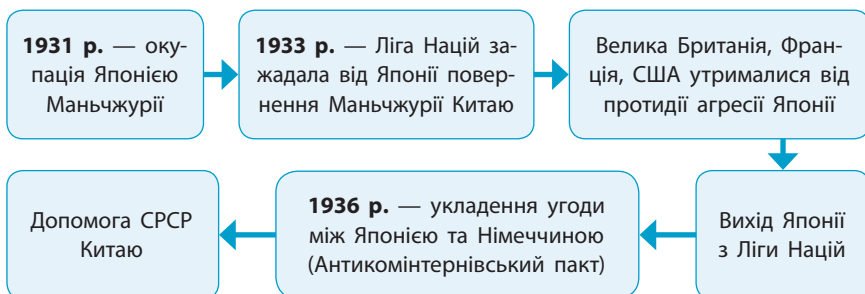 1931 р. — оку-
пація Японією
Маньчжурії
1933 р. — Ліга Націй за-
жадала від Японії повер-
нення Маньчжурії Китаю
Велика Британія, Фран-
ція, США утрималися від
протидії агресії Японії
Вихід Японії
з Ліги Націй
1936 р. — укладення угоди
між Японією та Німеччиною
(Антикомінтернівський пакт)
Допомога СРСР
Китаю